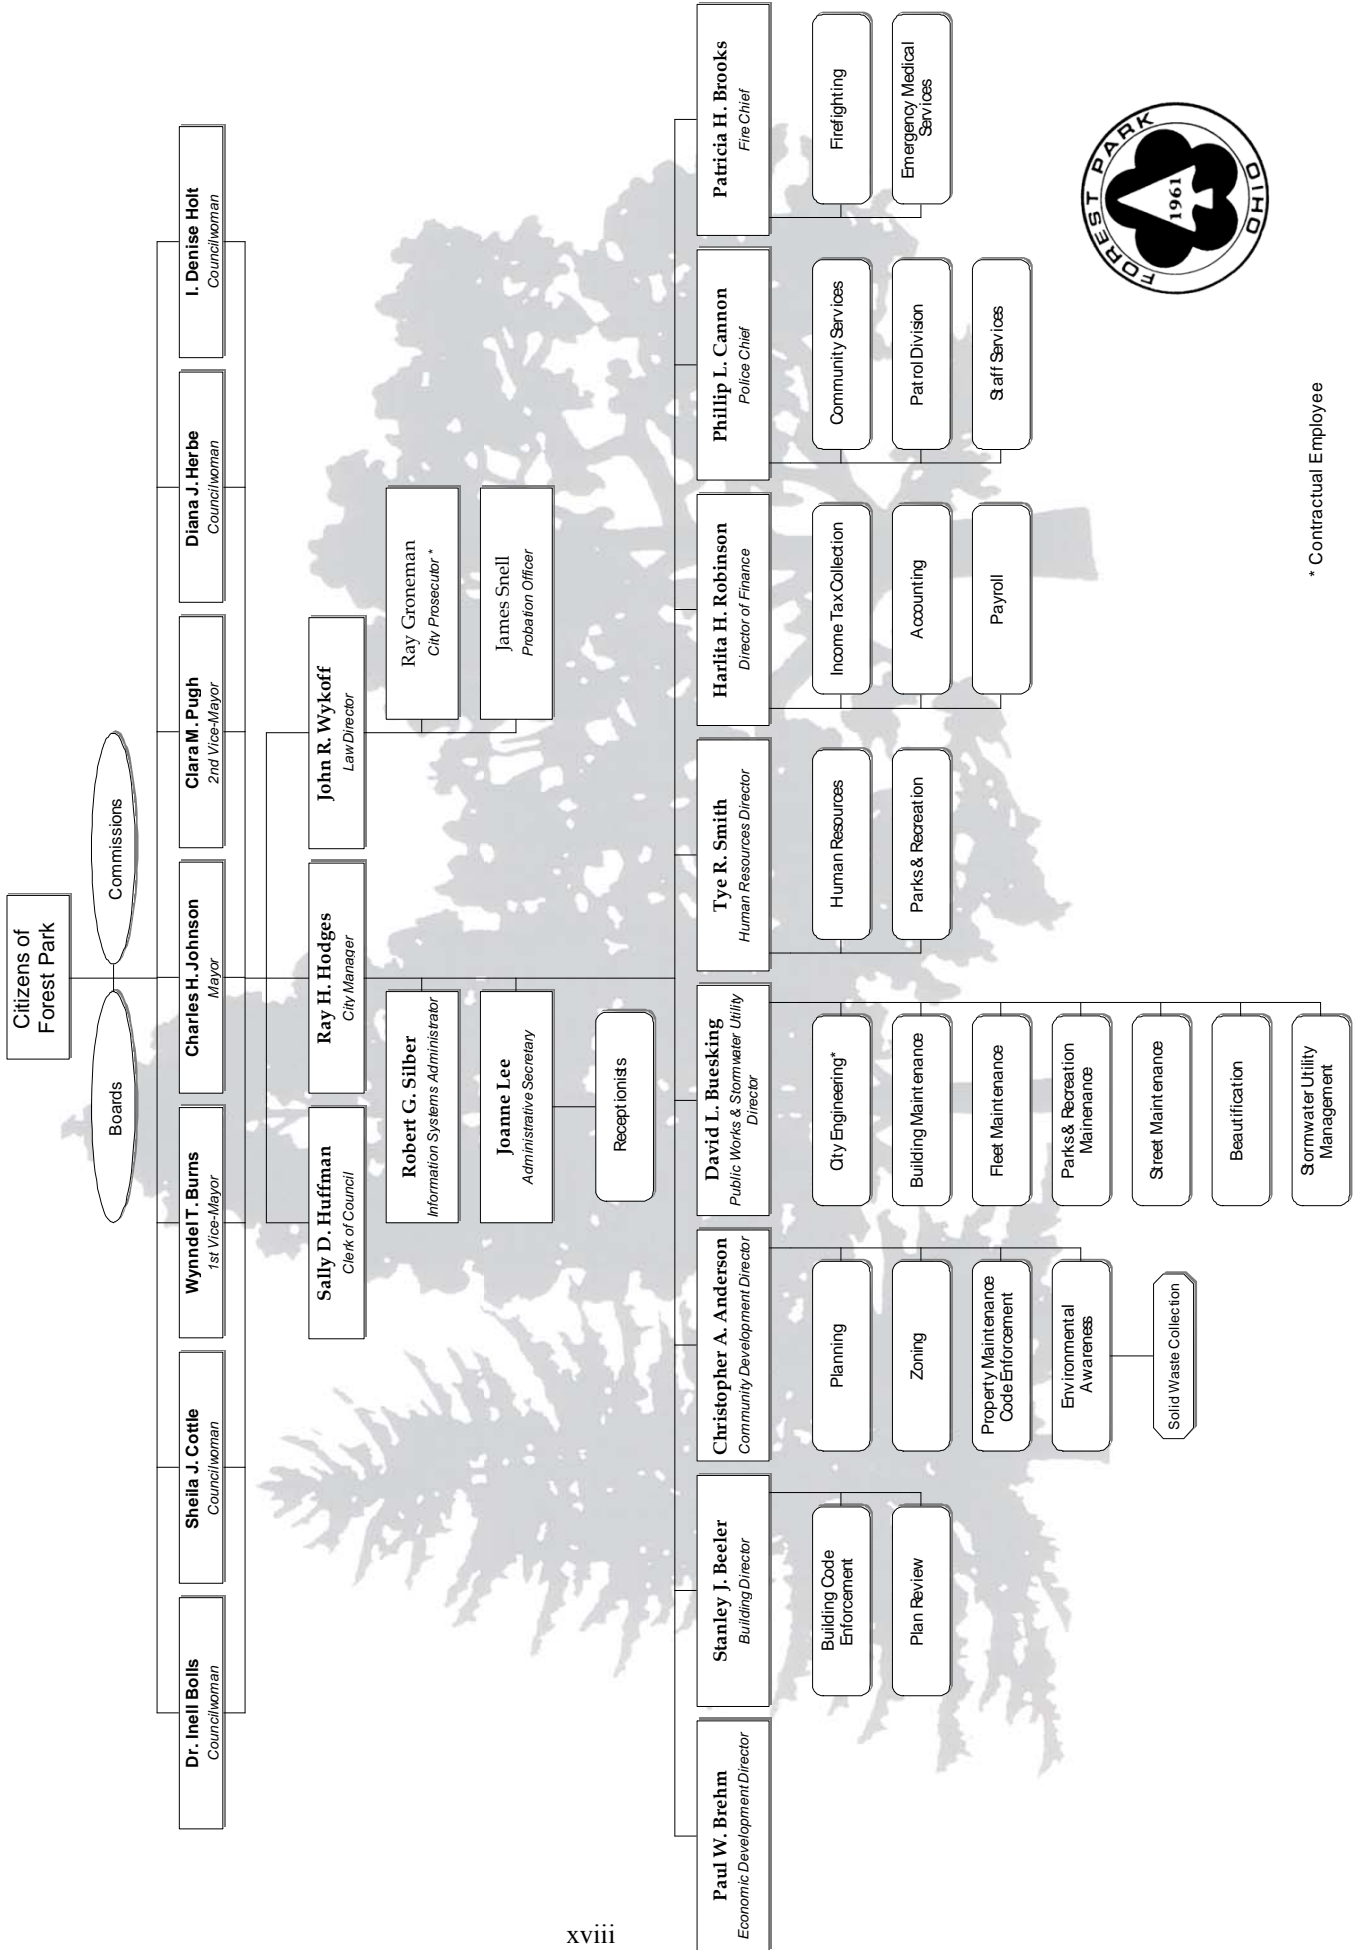 Citizens of
Forest Park
Boards
Commissions
Dr. Inell Bolls
Councilwoman
Sheila J. Cottle
Councilwoman
Wynndel T. Burns
1st Vice-Mayor
Charles H. Johnson
Mayor
Clara M. Pugh
2nd Vice-Mayor
Diana J. Herbe
Councilwoman
I. Denise Holt
Councilwoman
Sally D. Huffman
Clerk of Council
Ray H. Hodges
City Manager
John R. Wykoff
Law Director
Robert G. Silber
Information Systems Administrator
Joanne Lee
Administrative Secretary
Receptionists
Ray Groneman
City Prosecutor *
James Snell
Probation Officer
Paul W. Brehm
Economic Development Director
Stanley J. Beeler
Building Director
Building Code
Enforcement
Plan Review
Christopher A. Anderson
Community Development Director
Planning
Zoning
Property Maintenance
Code Enforcement
Environmental
Awareness
Solid Waste Collection
David L. Buesking
Public Works & Stormwater Utility
Director
City Engineering*
Building Maintenance
Fleet Maintenance
Parks & Recreation
Mainenance
Street Maintenance
Beautification
Stormwater Utility
Management
Tye R. Smith
Human Resources Director
Human Resources
Parks & Recreation
Harlita H. Robinson
Director of Finance
Income Tax Collection
Accounting
Payroll
Phillip L. Cannon
Police Chief
Community Services
Patrol Division
Staff Services
Patricia H. Brooks
Fire Chief
Firefighting
Emergency Medical
Services
* Contractual Employee
FOREST PARK
1961
OHIO
xviii